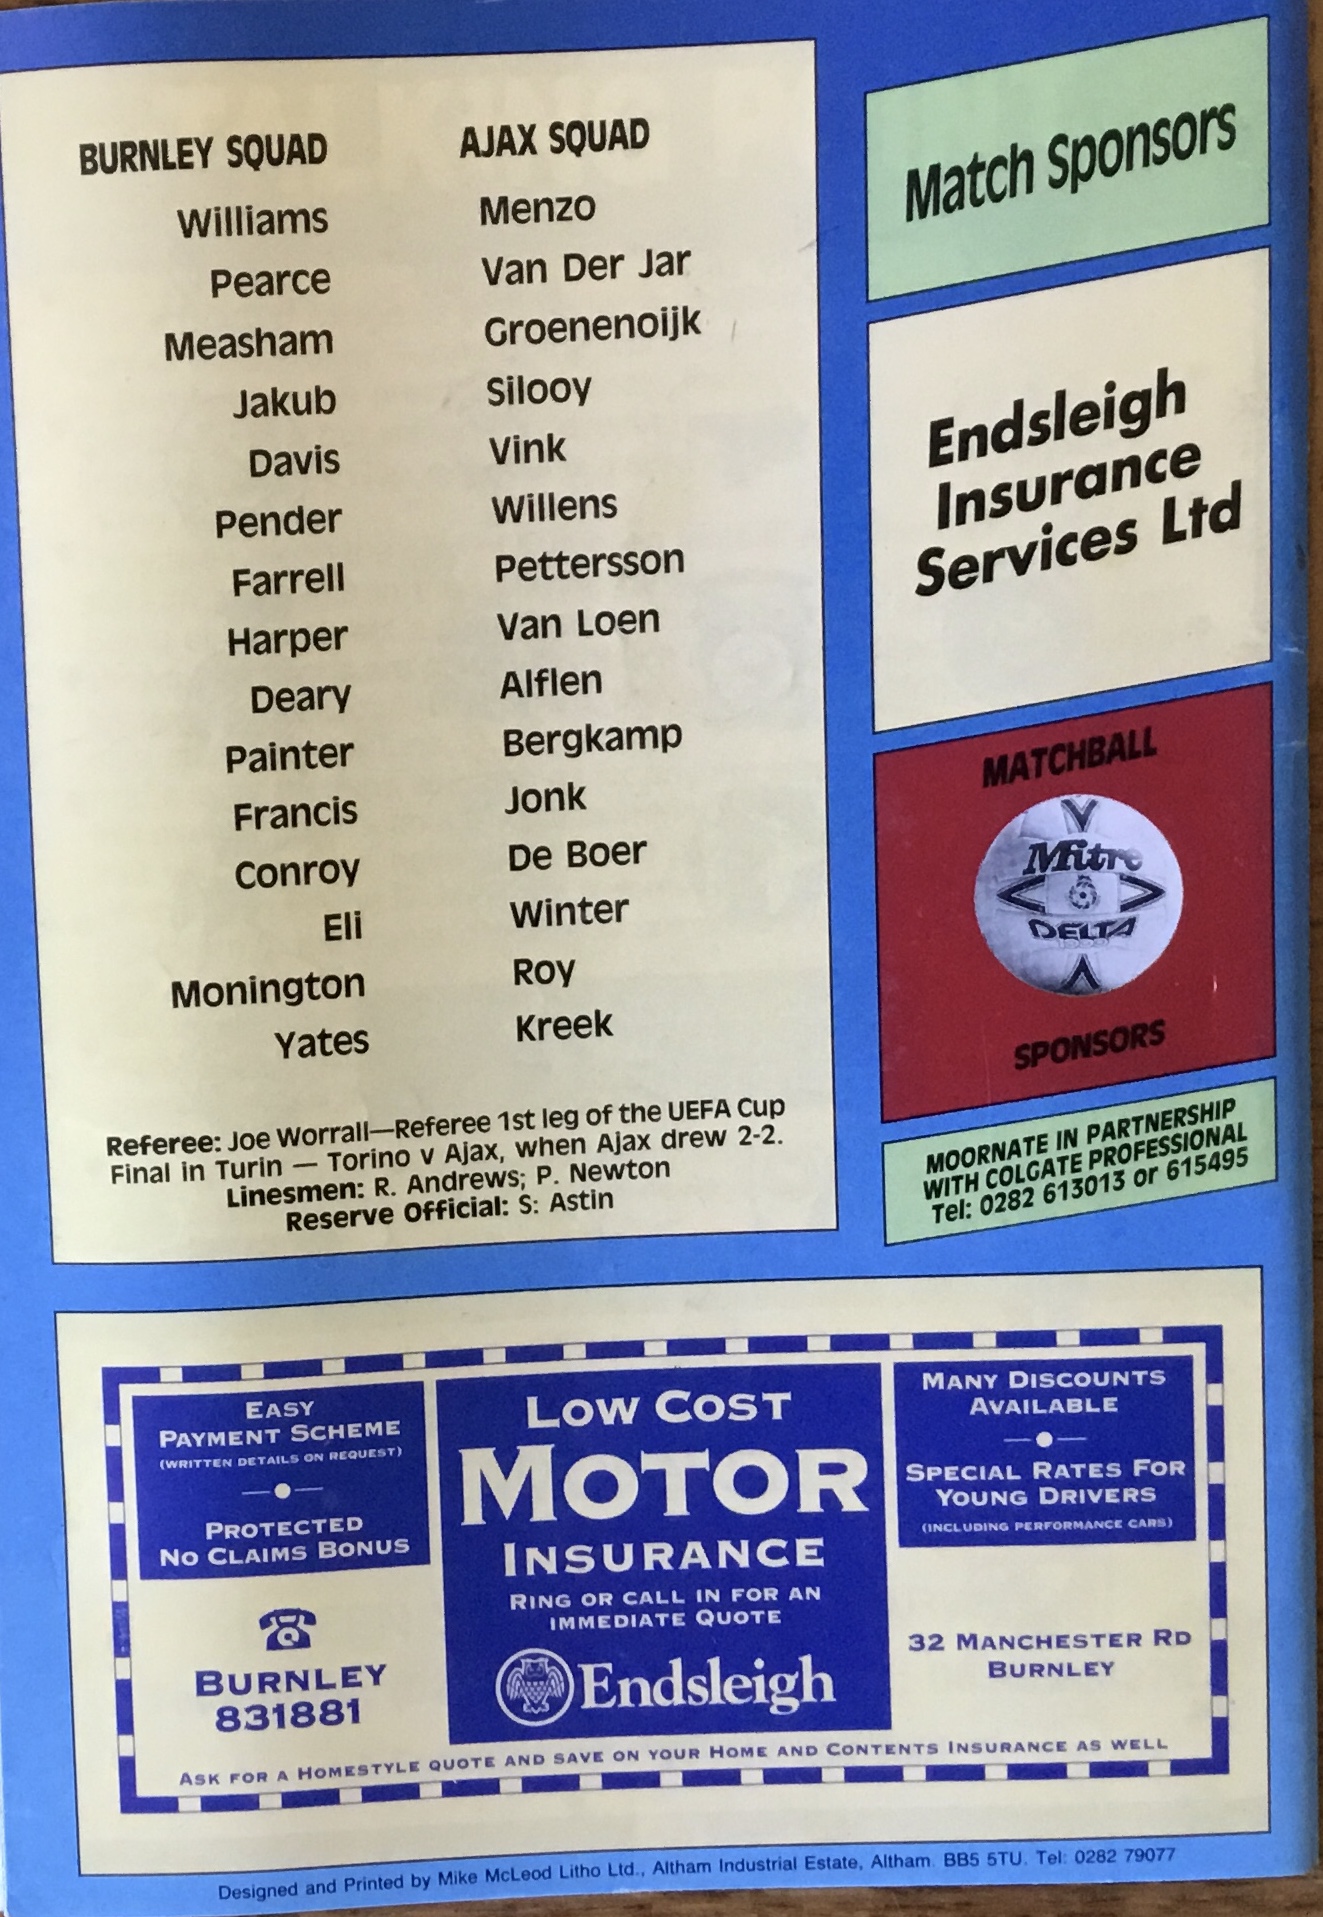 BURNLEY SQUAD
Williams
Pearce
Measham
Jakub
Davis
Pender
Farrell
Harper
Deary
Painter
Francis
Conroy
Eli
Monington
Yates
AJAX SQUAD
Menzo
Van Der Jar
Groenenoijk
Silooy
Vink
Willens
Pettersson
Van Loen
Alflen
Bergkamp
Jonk
De Boer
Winter
Roy
Kreek
Referee: Joe Worrall—Referee 1st leg of the UEFA Cup
Final in Turin — Torino v Ajax, when Ajax drew 2-2.
Linesmen: R. Andrews; P. Newton
Reserve Official: S: Astin
Match Sponsors
Endsleigh
Insurance
Services Ltd
MATCHBALL
Mitre
DELTA
SPONSORS
MOORNATE IN PARTNERSHIP
WITH COLGATE PROFESSIONAL
Tel: 0282 613013 or 615495
EASY
PAYMENT SCHEME
(WRITTEN DETAILS ON REQUEST)
PROTECTED
NO CLAIMS BONUS
BURNLEY
831881
LOW COST
MOTOR
INSURANCE
RING OR CALL IN FOR AN
IMMEDIATE QUOTE
Endsleigh
MANY DISCOUNTS
AVAILABLE
SPECIAL RATES FOR
YOUNG DRIVERS
(INCLUDING PERFORMANCE CARS)
32 MANCHESTER RD
BURNLEY
ASK FOR A HOMESTYLE QUOTE AND SAVE ON YOUR HOME AND CONTENTS INSURANCE AS WELL
Designed and Printed by Mike McLeod Litho Ltd., Altham Industrial Estate, Altham. BB5 5TU. Tel: 0282 79077